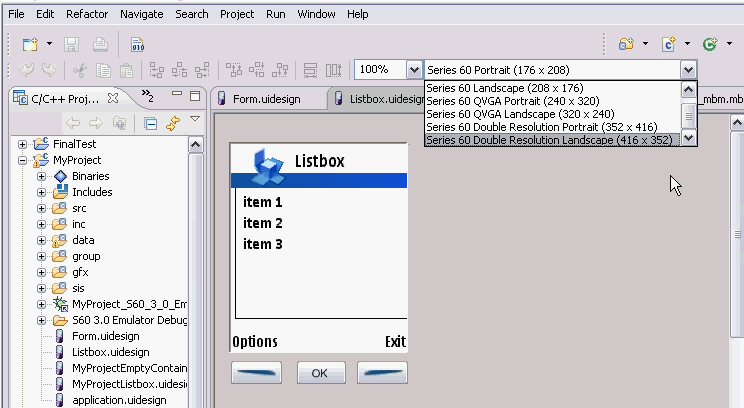 File Edit Refactor Navigate Search Project Run Window Help
010
100% Series 60 Portrait (176 x 208)
Series 60 Landscape (208 x 176)
Series 60 QVGA Portrait (240 x 320)
Series 60 QVGA Landscape (320 x 240)
Series 60 Double Resolution Portrait (352 x 416)
Series 60 Double Resolution Landscape (416 x 352)
C/C++ Proj... »2
Form.uidesign Listbox.uidesign _mbm.mb
FinalTest
MyProject
Binaries
Includes
src
inc
data
group
gfx
sis
MyProject_S60_3_0_Em
S60 3.0 Emulator Debug
Form.uidesign
Listbox.uidesign
MyProjectEmptyContain
MyProjectListbox.uidesi
application.uidesign
Listbox
item 1
item 2
item 3
Options Exit
OK